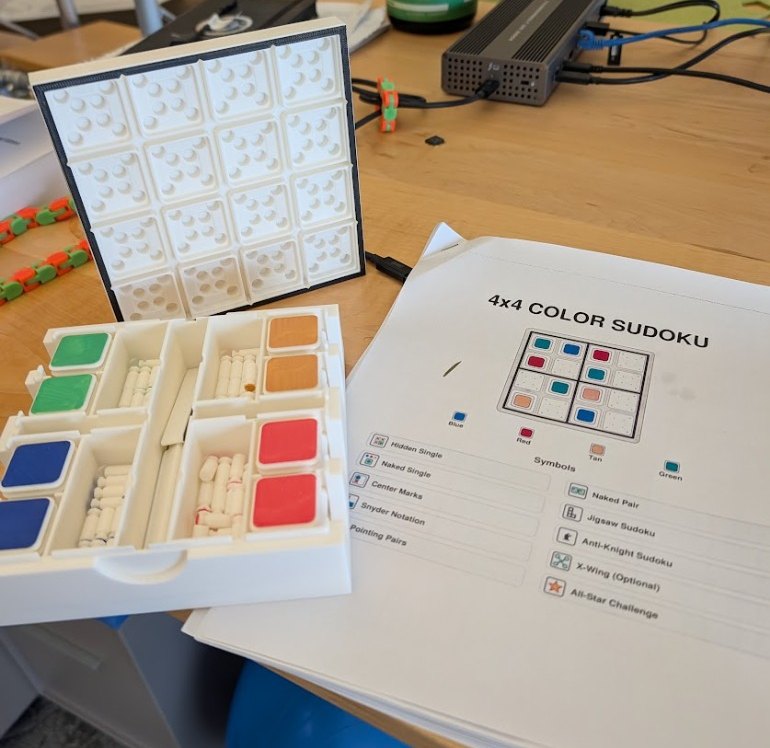 4x4 COLOR SUDOKU
Blue
Red
Tan
Green
Symbols
Hidden Single
Naked Single
Center Marks
Snyder Notation
Pointing Pairs
Naked Pair
Jigsaw Sudoku
Anti-Knight Sudoku
X-Wing (Optional)
All-Star Challenge